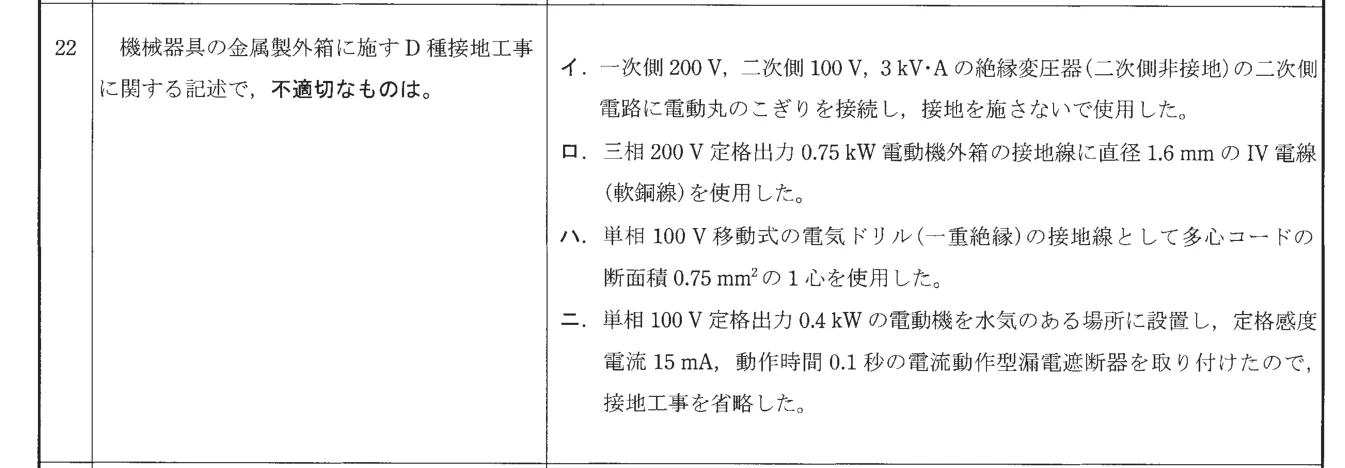 22
機械器具の金属製外箱に施す D 種接地工事
に関する記述で，不適切なものは。
イ．一次側 200 V，二次側 100 V，3 kV·A の絶縁変圧器(二次側非接地)の二次側
電路に電動丸のこぎりを接続し，接地を施さないで使用した。
ロ．三相 200 V 定格出力 0.75 kW 電動機外箱の接地線に直径 1.6 mm の IV 電線
(軟銅線)を使用した。
ハ．単相 100 V 移動式の電気ドリル(一重絶縁)の接地線として多心コードの
断面積 0.75 mm² の 1 心を使用した。
ニ．単相 100 V 定格出力 0.4 kW の電動機を水気のある場所に設置し，定格感度
電流 15 mA，動作時間 0.1 秒の電流動作型漏電遮断器を取り付けたので，
接地工事を省略した。